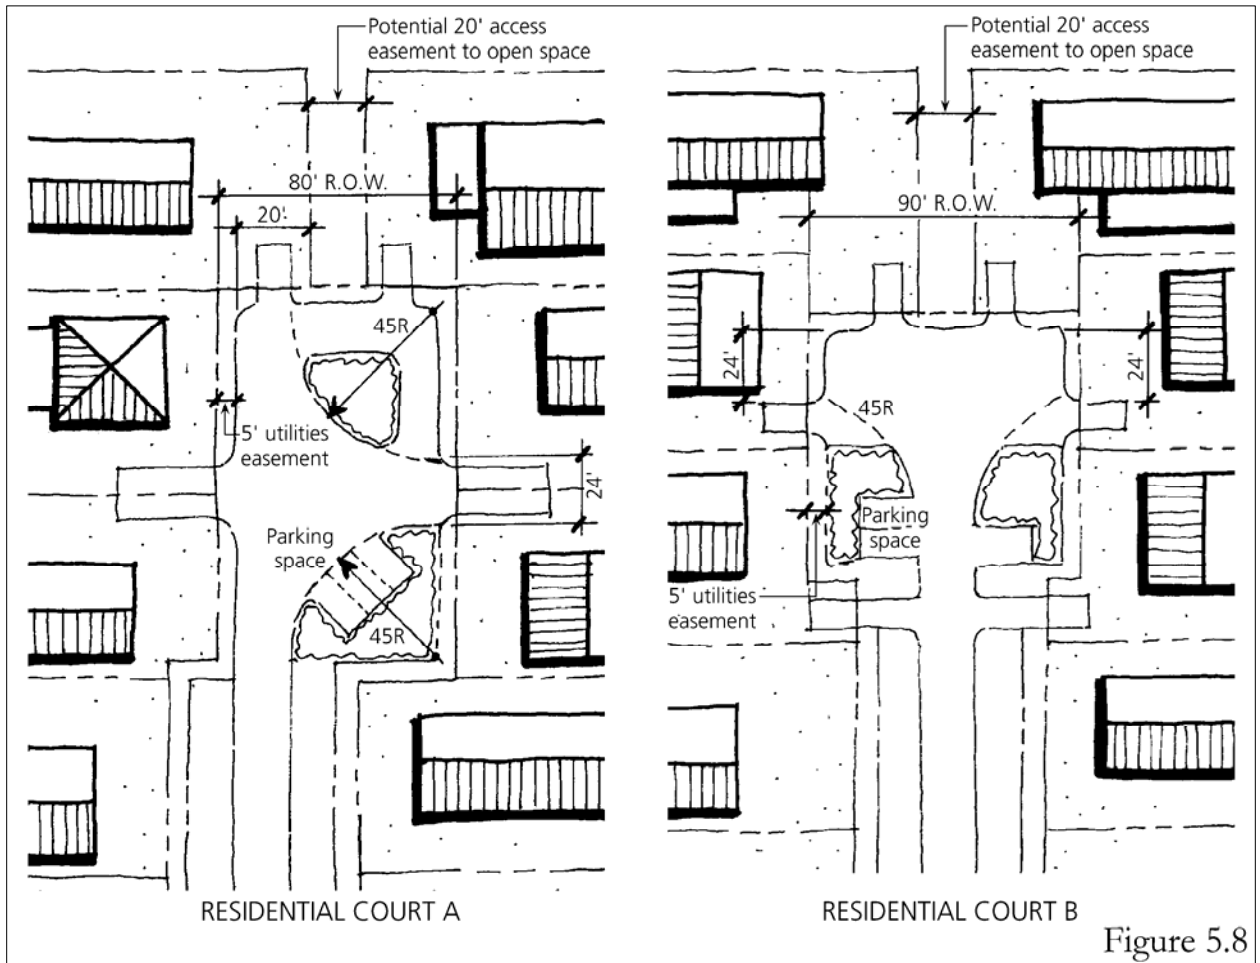 Potential 20' access
easement to open space
80' R.O.W.
20'
45R
5' utilities
easement
24'
Parking
space
45R
RESIDENTIAL COURT A
Potential 20' access
easement to open space
90' R.O.W.
24'
24'
45R
Parking
space
5' utilities
easement
RESIDENTIAL COURT B
Figure 5.8